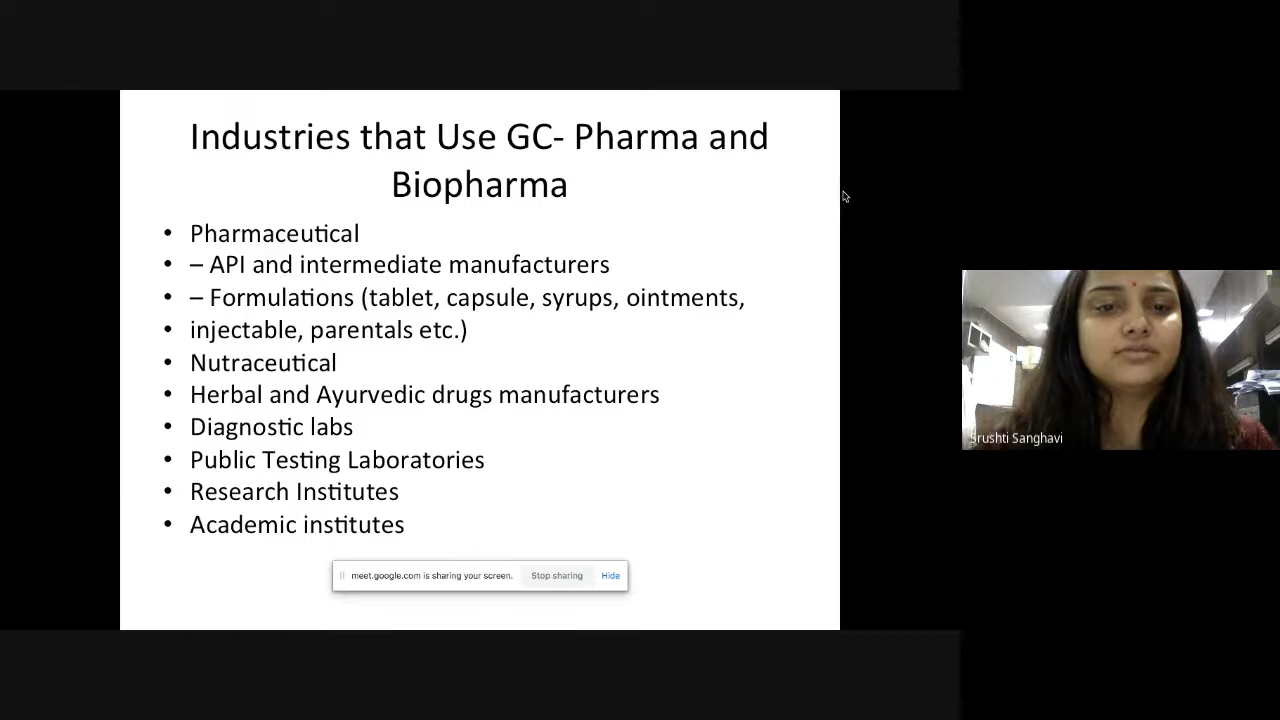 Industries that Use GC- Pharma and
Biopharma
• Pharmaceutical
• – API and intermediate manufacturers
• – Formulations (tablet, capsule, syrups, ointments,
• injectable, parentals etc.)
• Nutraceutical
• Herbal and Ayurvedic drugs manufacturers
• Diagnostic labs
• Public Testing Laboratories
• Research Institutes
• Academic institutes
meet.google.com is sharing your screen. Stop sharing Hide
Srushti Sanghavi